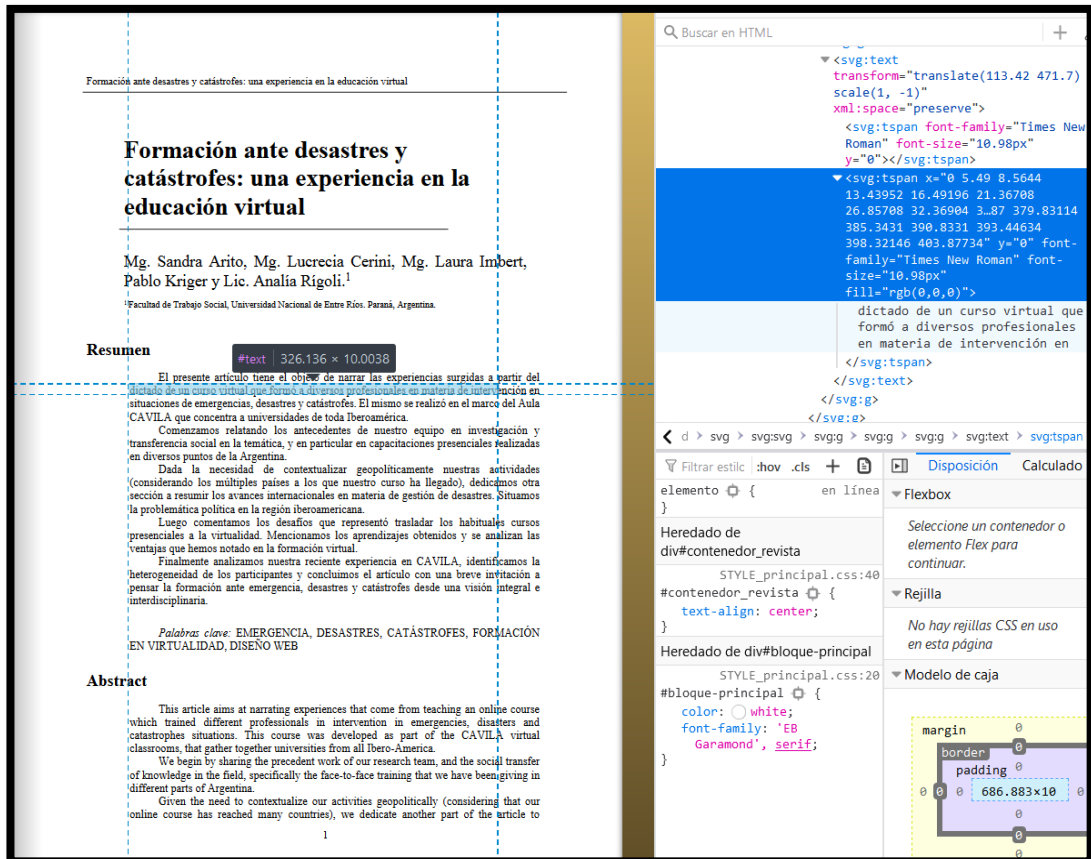 Formación ante desastres y catástrofes: una experiencia en la educación virtual
Formación ante desastres y
catástrofes: una experiencia en la
educación virtual
Mg. Sandra Arito, Mg. Lucrecia Cerini, Mg. Laura Imbert,
Pablo Kriger y Lic. Analía Rígoli.1
1 Facultad de Trabajo Social, Universidad Nacional de Entre Ríos. Paraná, Argentina.
Resumen
#text 326.136 × 10.0038
El presente artículo tiene el objeto de narrar las experiencias surgidas a partir del
dictado de un curso virtual que formó a diversos profesionales en materia de intervención en
situaciones de emergencias, desastres y catástrofes. El mismo se realizó en el marco del Aula
CAVILA que concentra a universidades de toda Iberoamérica.
Comenzamos relatando los antecedentes de nuestro equipo en investigación y
transferencia social en la temática, y en particular en capacitaciones presenciales realizadas
en diversos puntos de la Argentina.
Dada la necesidad de contextualizar geopolíticamente nuestras actividades
(considerando los múltiples países a los que nuestro curso ha llegado), dedicamos otra
sección a resumir los avances internacionales en materia de gestión de desastres. Situamos
la problemática política en la región iberoamericana.
Luego comentamos los desafíos que representó trasladar los habituales cursos
presenciales a la virtualidad. Mencionamos los aprendizajes obtenidos y se analizan las
ventajas que hemos notado en la formación virtual.
Finalmente analizamos nuestra reciente experiencia en CAVILA, identificamos la
heterogeneidad de los participantes y concluimos el artículo con una breve invitación a
pensar la formación ante emergencia, desastres y catástrofes desde una visión integral e
interdisciplinaria.
Palabras clave: EMERGENCIA, DESASTRES, CATÁSTROFES, FORMACIÓN
EN VIRTUALIDAD, DISEÑO WEB
Abstract
This article aims at narrating experiences that come from teaching an online course
which trained different professionals in intervention in emergencies, disasters and
catastrophes situations. This course was developed as part of the CAVILA virtual
classrooms, that gather together universities from all Ibero-America.
We begin by sharing the precedent work of our research team, and the social transfer
of knowledge in the field, specifically the face-to-face training that we have been giving in
different parts of Argentina.
Given the need to contextualize our activities geopolitically (considering that our
online course has reached many countries), we dedicate another part of the article to
1
Buscar en HTML
<svg:text
transform="translate(113.42 471.7)
scale(1, -1)"
xml:space="preserve">
<svg:tspan font-family="Times New
Roman" font-size="10.98px"
y="0"></svg:tspan>
<svg:tspan x="0 5.49 8.5644
13.43952 16.49196 21.36708
26.85708 32.36904 3…87 379.83114
385.3431 390.8331 393.44634
398.32146 403.87734" y="0" font-
family="Times New Roman" font-
size="10.98px"
fill="rgb(0,0,0)">
dictado de un curso virtual que
formó a diversos profesionales
en materia de intervención en
</svg:tspan>
</svg:text>
</svg:g>
</svg:g>
d > svg > svg:svg > svg:g > svg:g > svg:g > svg:text > svg:tspan
Filtrar estilc :hov .cls +
elemento { en línea
}
Heredado de
div#contenedor_revista
STYLE_principal.css:40
#contenedor_revista {
text-align: center;
}
Heredado de div#bloque-principal
STYLE_principal.css:20
#bloque-principal {
color: white;
font-family: 'EB
Garamond', serif;
}
Disposición Calculado
Flexbox
Seleccione un contenedor o
elemento Flex para
continuar.
Rejilla
No hay rejillas CSS en uso
en esta página
Modelo de caja
margin 0
border 0
padding 0
0 0 0 686.883×10 0
0
0
0